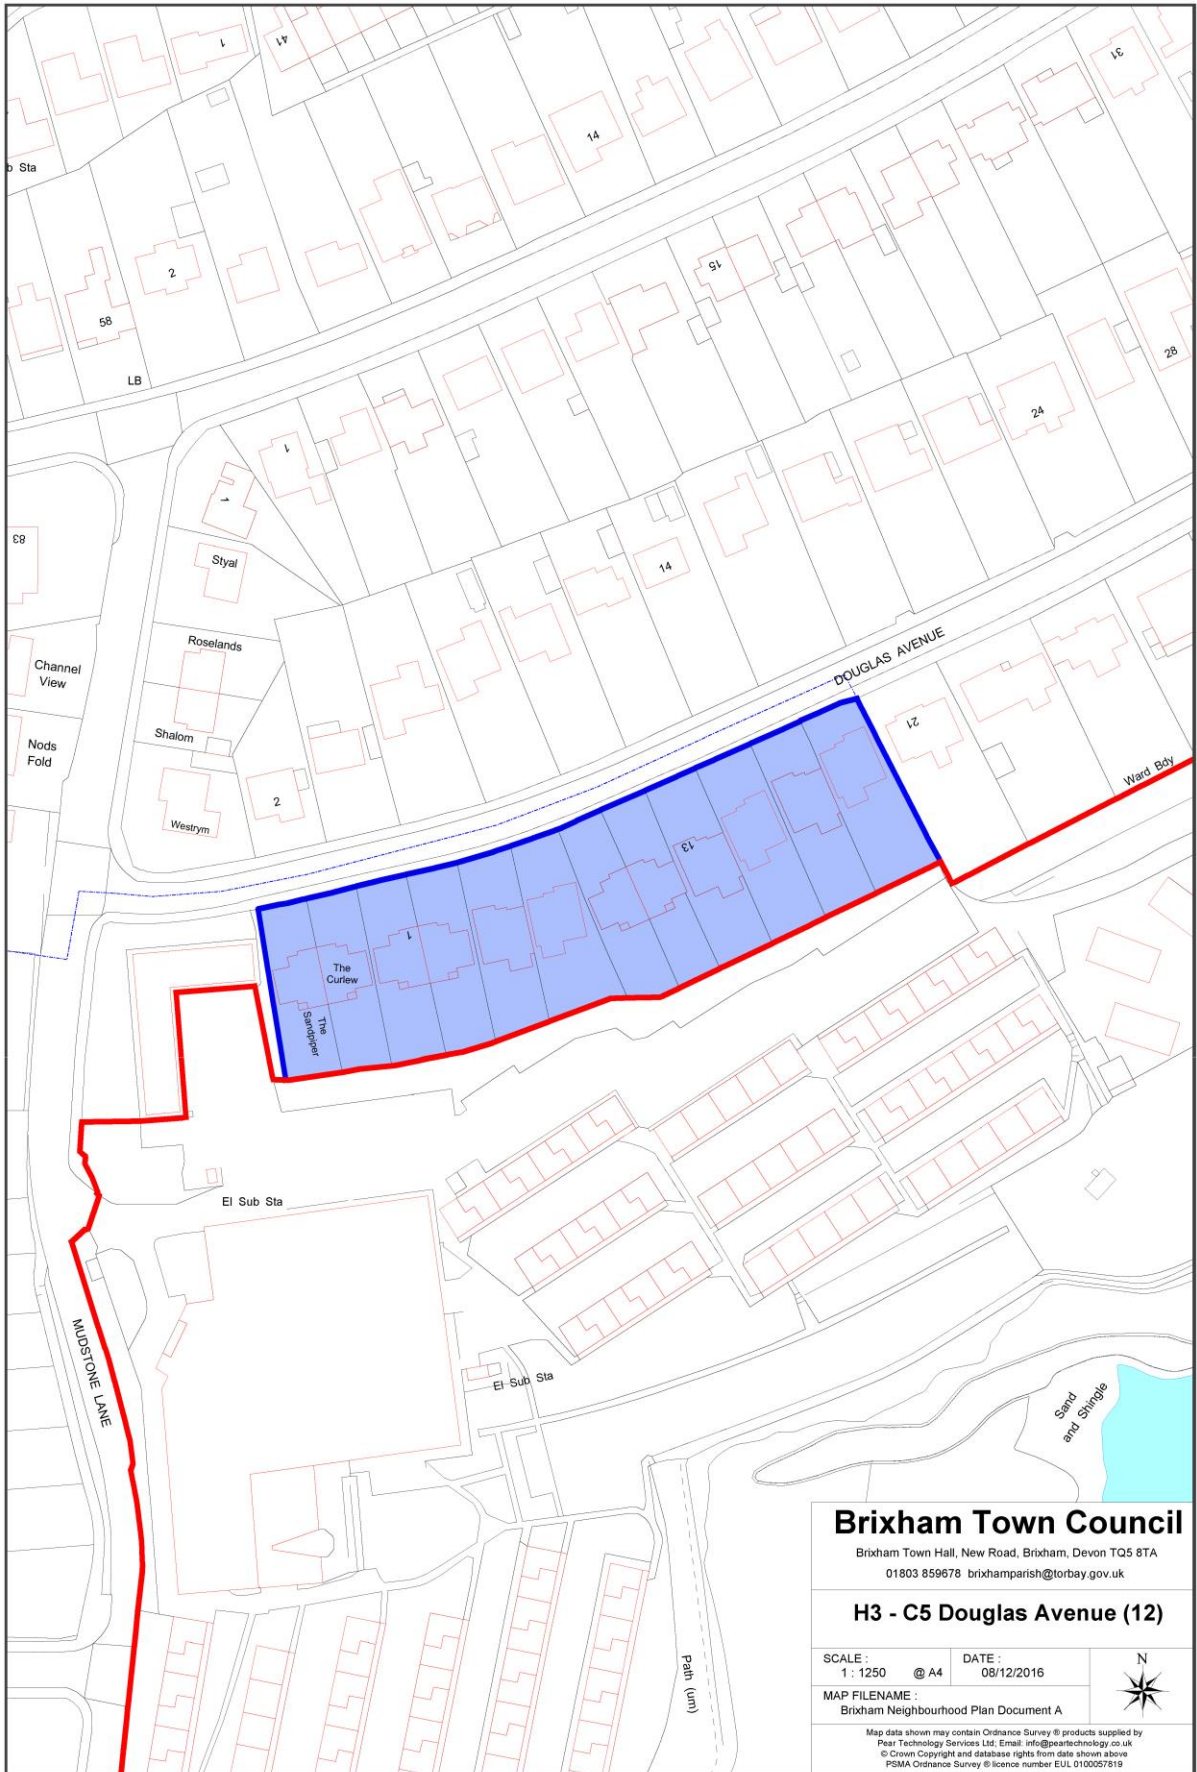 1
41
31
14
b Sta
2
58
15
28
LB
24
1
1
83
Styal
14
Roselands
Channel
View
DOUGLAS AVENUE
Shalom
21
Nods
Fold
2
Ward Bdy
Westrym
13
1
The
Curlew
The
Sandpiper
El Sub Sta
MUDSTONE LANE
El Sub Sta
Sand
and Shingle
Path (um)
Brixham Town Council
Brixham Town Hall, New Road, Brixham, Devon TQ5 8TA
01803 859678 brixhamparish@torbay.gov.uk
H3 - C5 Douglas Avenue (12)
SCALE :
1 : 1250 @ A4
DATE :
08/12/2016
N
MAP FILENAME :
Brixham Neighbourhood Plan Document A
Map data shown may contain Ordnance Survey ® products supplied by
Pear Technology Services Ltd; Email: info@peartechnology.co.uk
© Crown Copyright and database rights from date shown above
PSMA Ordnance Survey ® licence number EUL 0100057819